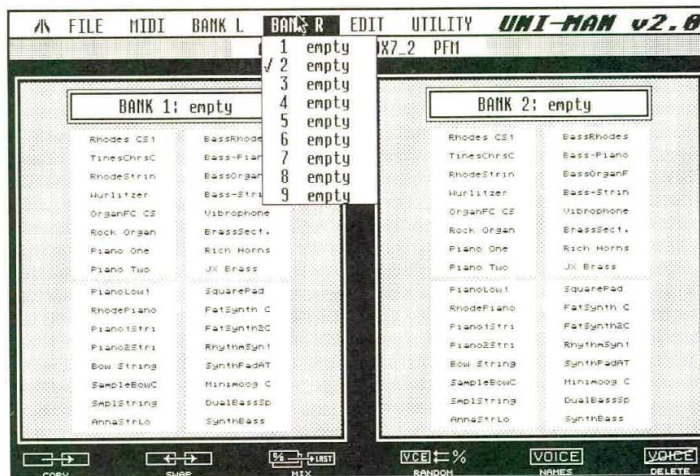 FILE MIDI BANK L BANK R EDIT UTILITY UNI-MAN v2.0
DX7_2 PFM
1 empty
✓ 2 empty
3 empty
4 empty
5 empty
6 empty
7 empty
8 empty
9 empty
BANK 1: empty
Rhodes CS1 BassRhode
TinesChrsC Bass-Pian
RhodeStrin BassOrgan
Wurlitzer Bass-Stri
OrganFC CS Vibrophone
Rock Organ BrassSect.
Piano One Rich Horns
Piano Two JX Brass
PianoLow1 SquarePad
RhodePiano FatSynth C
Piano1Stri FatSynth2C
Piano2Stri RhythmSyn1
Bow String SynthPadAT
SampleBowC Minimoog C
SmplString DualBassSp
AnnaStrLo SynthBass
BANK 2: empty
Rhodes CS1 BassRhodes
TinesChrsC Bass-Piano
RhodeStrin BassOrganF
Wurlitzer Bass-Strin
OrganFC CS Vibrophone
Rock Organ BrassSect.
Piano One Rich Horns
Piano Two JX Brass
PianoLow1 SquarePad
RhodePiano FatSynth C
Piano1Stri FatSynth2C
Piano2Stri RhythmSyn1
Bow String SynthPadAT
SampleBowC Minimoog C
SmplString DualBassSp
AnnaStrLo SynthBass
% LAST VCE % VOICE VOICE
COPY SWAP MIX RANDOM NAMES DELETE